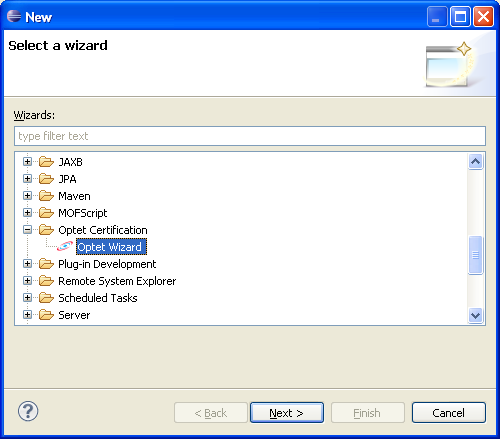 New
Select a wizard
Wizards:
type filter text
JAXB
JPA
Maven
MOFScript
Optet Certification
Optet Wizard
Plug-in Development
Remote System Explorer
Scheduled Tasks
Server
? < Back Next > Finish Cancel